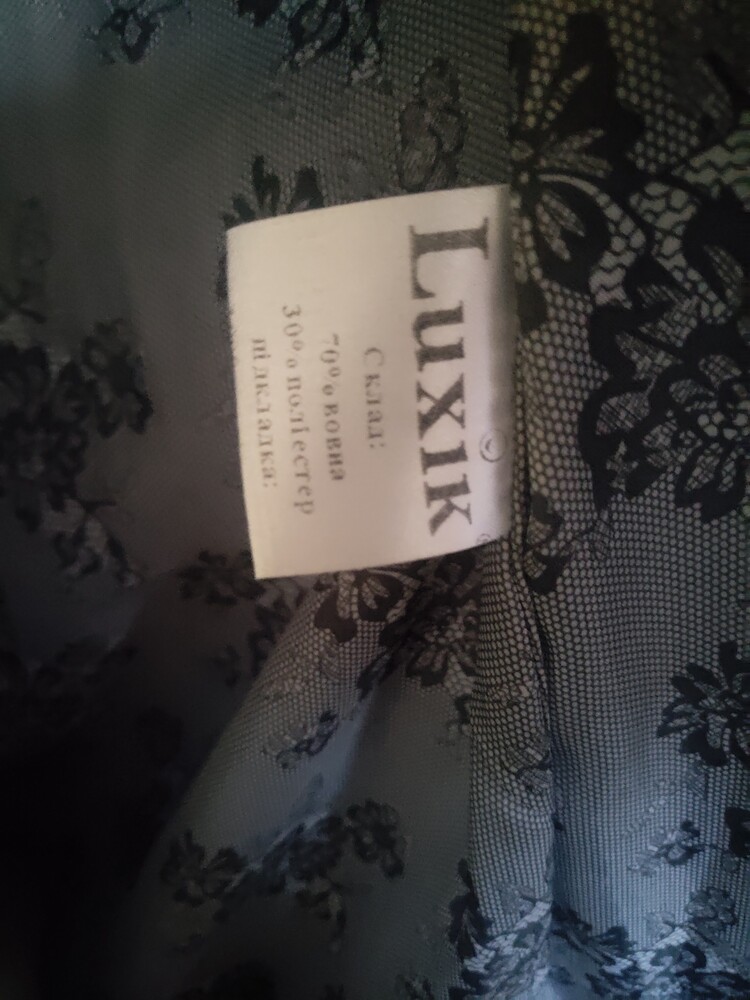 Luxik
Склад:
70% вовна
30% поліестер
підкладка: